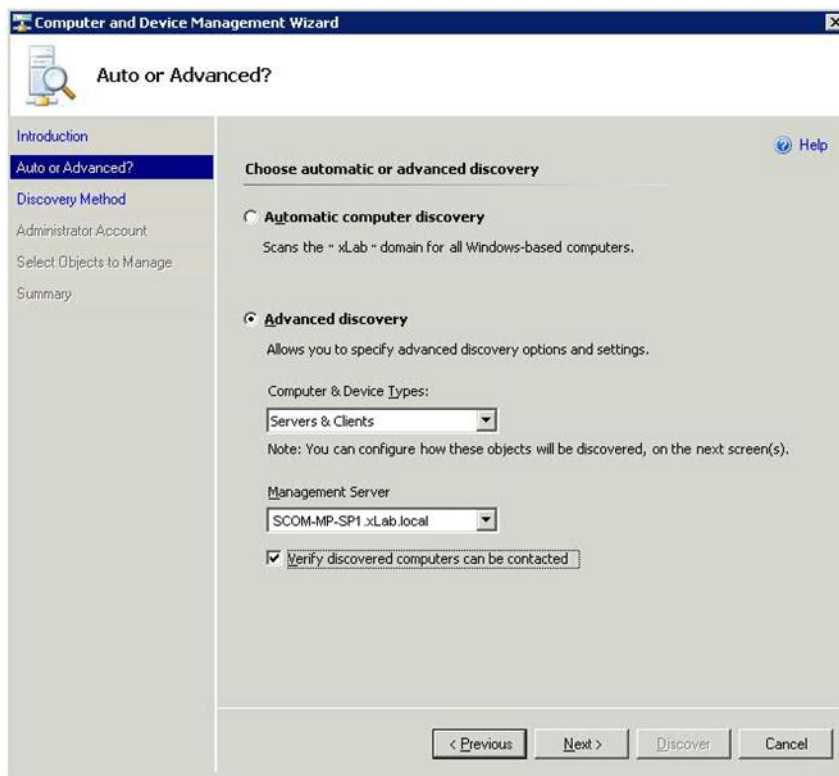 Computer and Device Management Wizard
Auto or Advanced?
Introduction
Auto or Advanced?
Discovery Method
Administrator Account
Select Objects to Manage
Summary
Help
Choose automatic or advanced discovery
Automatic computer discovery
Scans the " xLab " domain for all Windows-based computers.
Advanced discovery
Allows you to specify advanced discovery options and settings.
Computer & Device Types:
Servers & Clients
Note: You can configure how these objects will be discovered, on the next screen(s).
Management Server
SCOM-MP-SP1.xLab.local
Verify discovered computers can be contacted
< Previous
Next >
Discover
Cancel